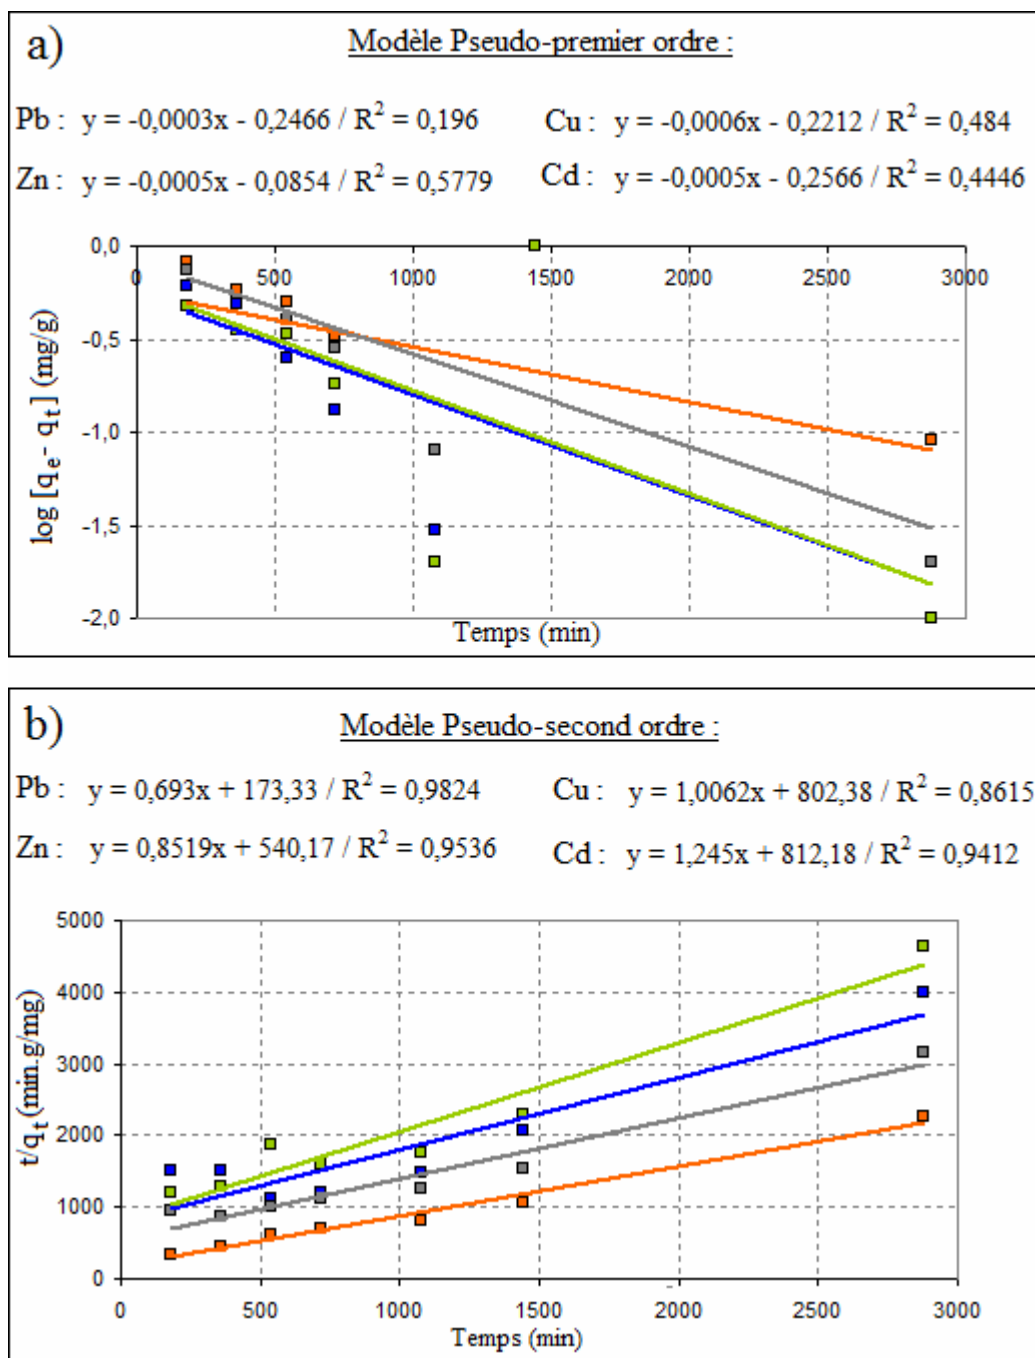 a)
Modèle Pseudo-premier ordre :
Pb : y = -0,0003x - 0,2466 / R² = 0,196
Cu : y = -0,0006x - 0,2212 / R² = 0,484
Zn : y = -0,0005x - 0,0854 / R² = 0,5779
Cd : y = -0,0005x - 0,2566 / R² = 0,4446
0,0
0 500 1000 1500 2000 2500 3000
-0,5
-1,0
-1,5
-2,0
log [qₑ- qₜ] (mg/g)
Temps (min)
b)
Modèle Pseudo-second ordre :
Pb : y = 0,693x + 173,33 / R² = 0,9824
Cu : y = 1,0062x + 802,38 / R² = 0,8615
Zn : y = 0,8519x + 540,17 / R² = 0,9536
Cd : y = 1,245x + 812,18 / R² = 0,9412
5000
4000
3000
2000
1000
0
t/qₜ (min.g/mg)
0 500 1000 1500 2000 2500 3000
Temps (min)